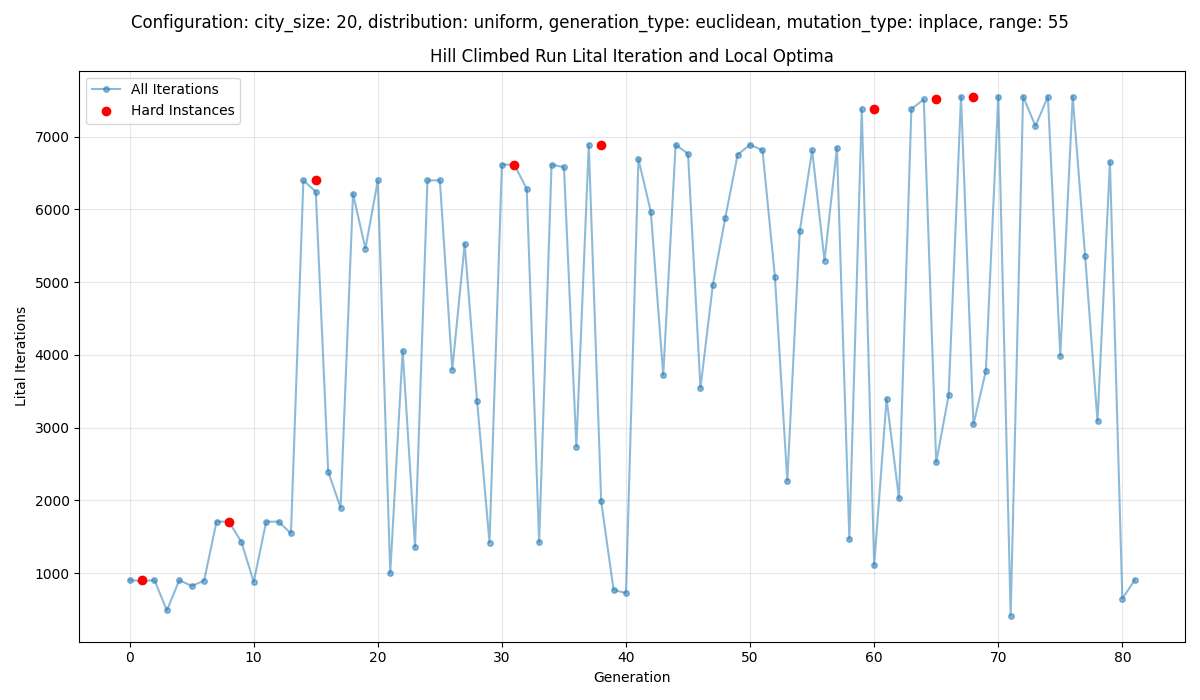 Configuration: city_size: 20, distribution: uniform, generation_type: euclidean, mutation_type: inplace, range: 55
Hill Climbed Run Lital Iteration and Local Optima
All Iterations
Hard Instances
7000
6000
5000
4000
3000
2000
1000
Lital Iterations
0 10 20 30 40 50 60 70 80
Generation